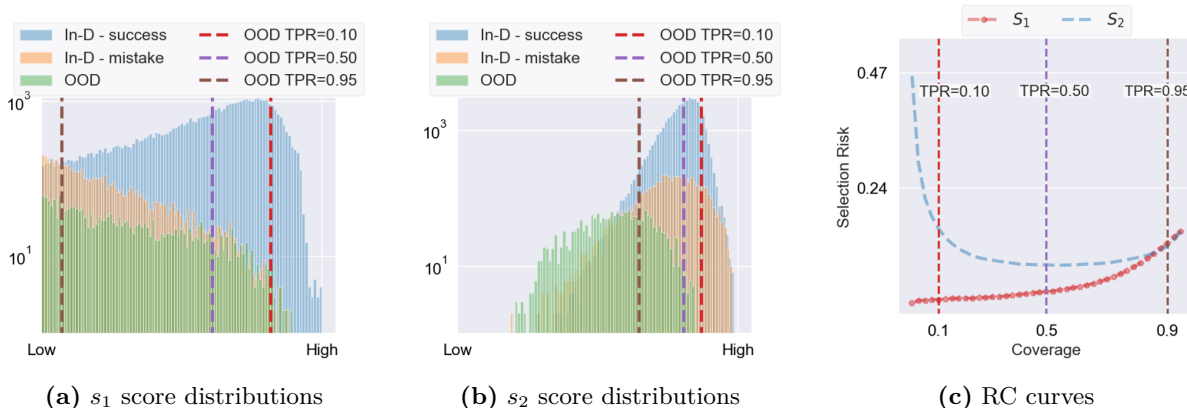 In-D - success
In-D - mistake
OOD
OOD TPR=0.10
OOD TPR=0.50
OOD TPR=0.95
10³
10¹
Low
High
(a) s₁ score distributions
In-D - success
In-D - mistake
OOD
OOD TPR=0.10
OOD TPR=0.50
OOD TPR=0.95
10³
10¹
Low
High
(b) s₂ score distributions
S₁
S₂
0.47
0.24
Selection Risk
TPR=0.10
TPR=0.50
TPR=0.95
0.1
0.5
0.9
Coverage
(c) RC curves